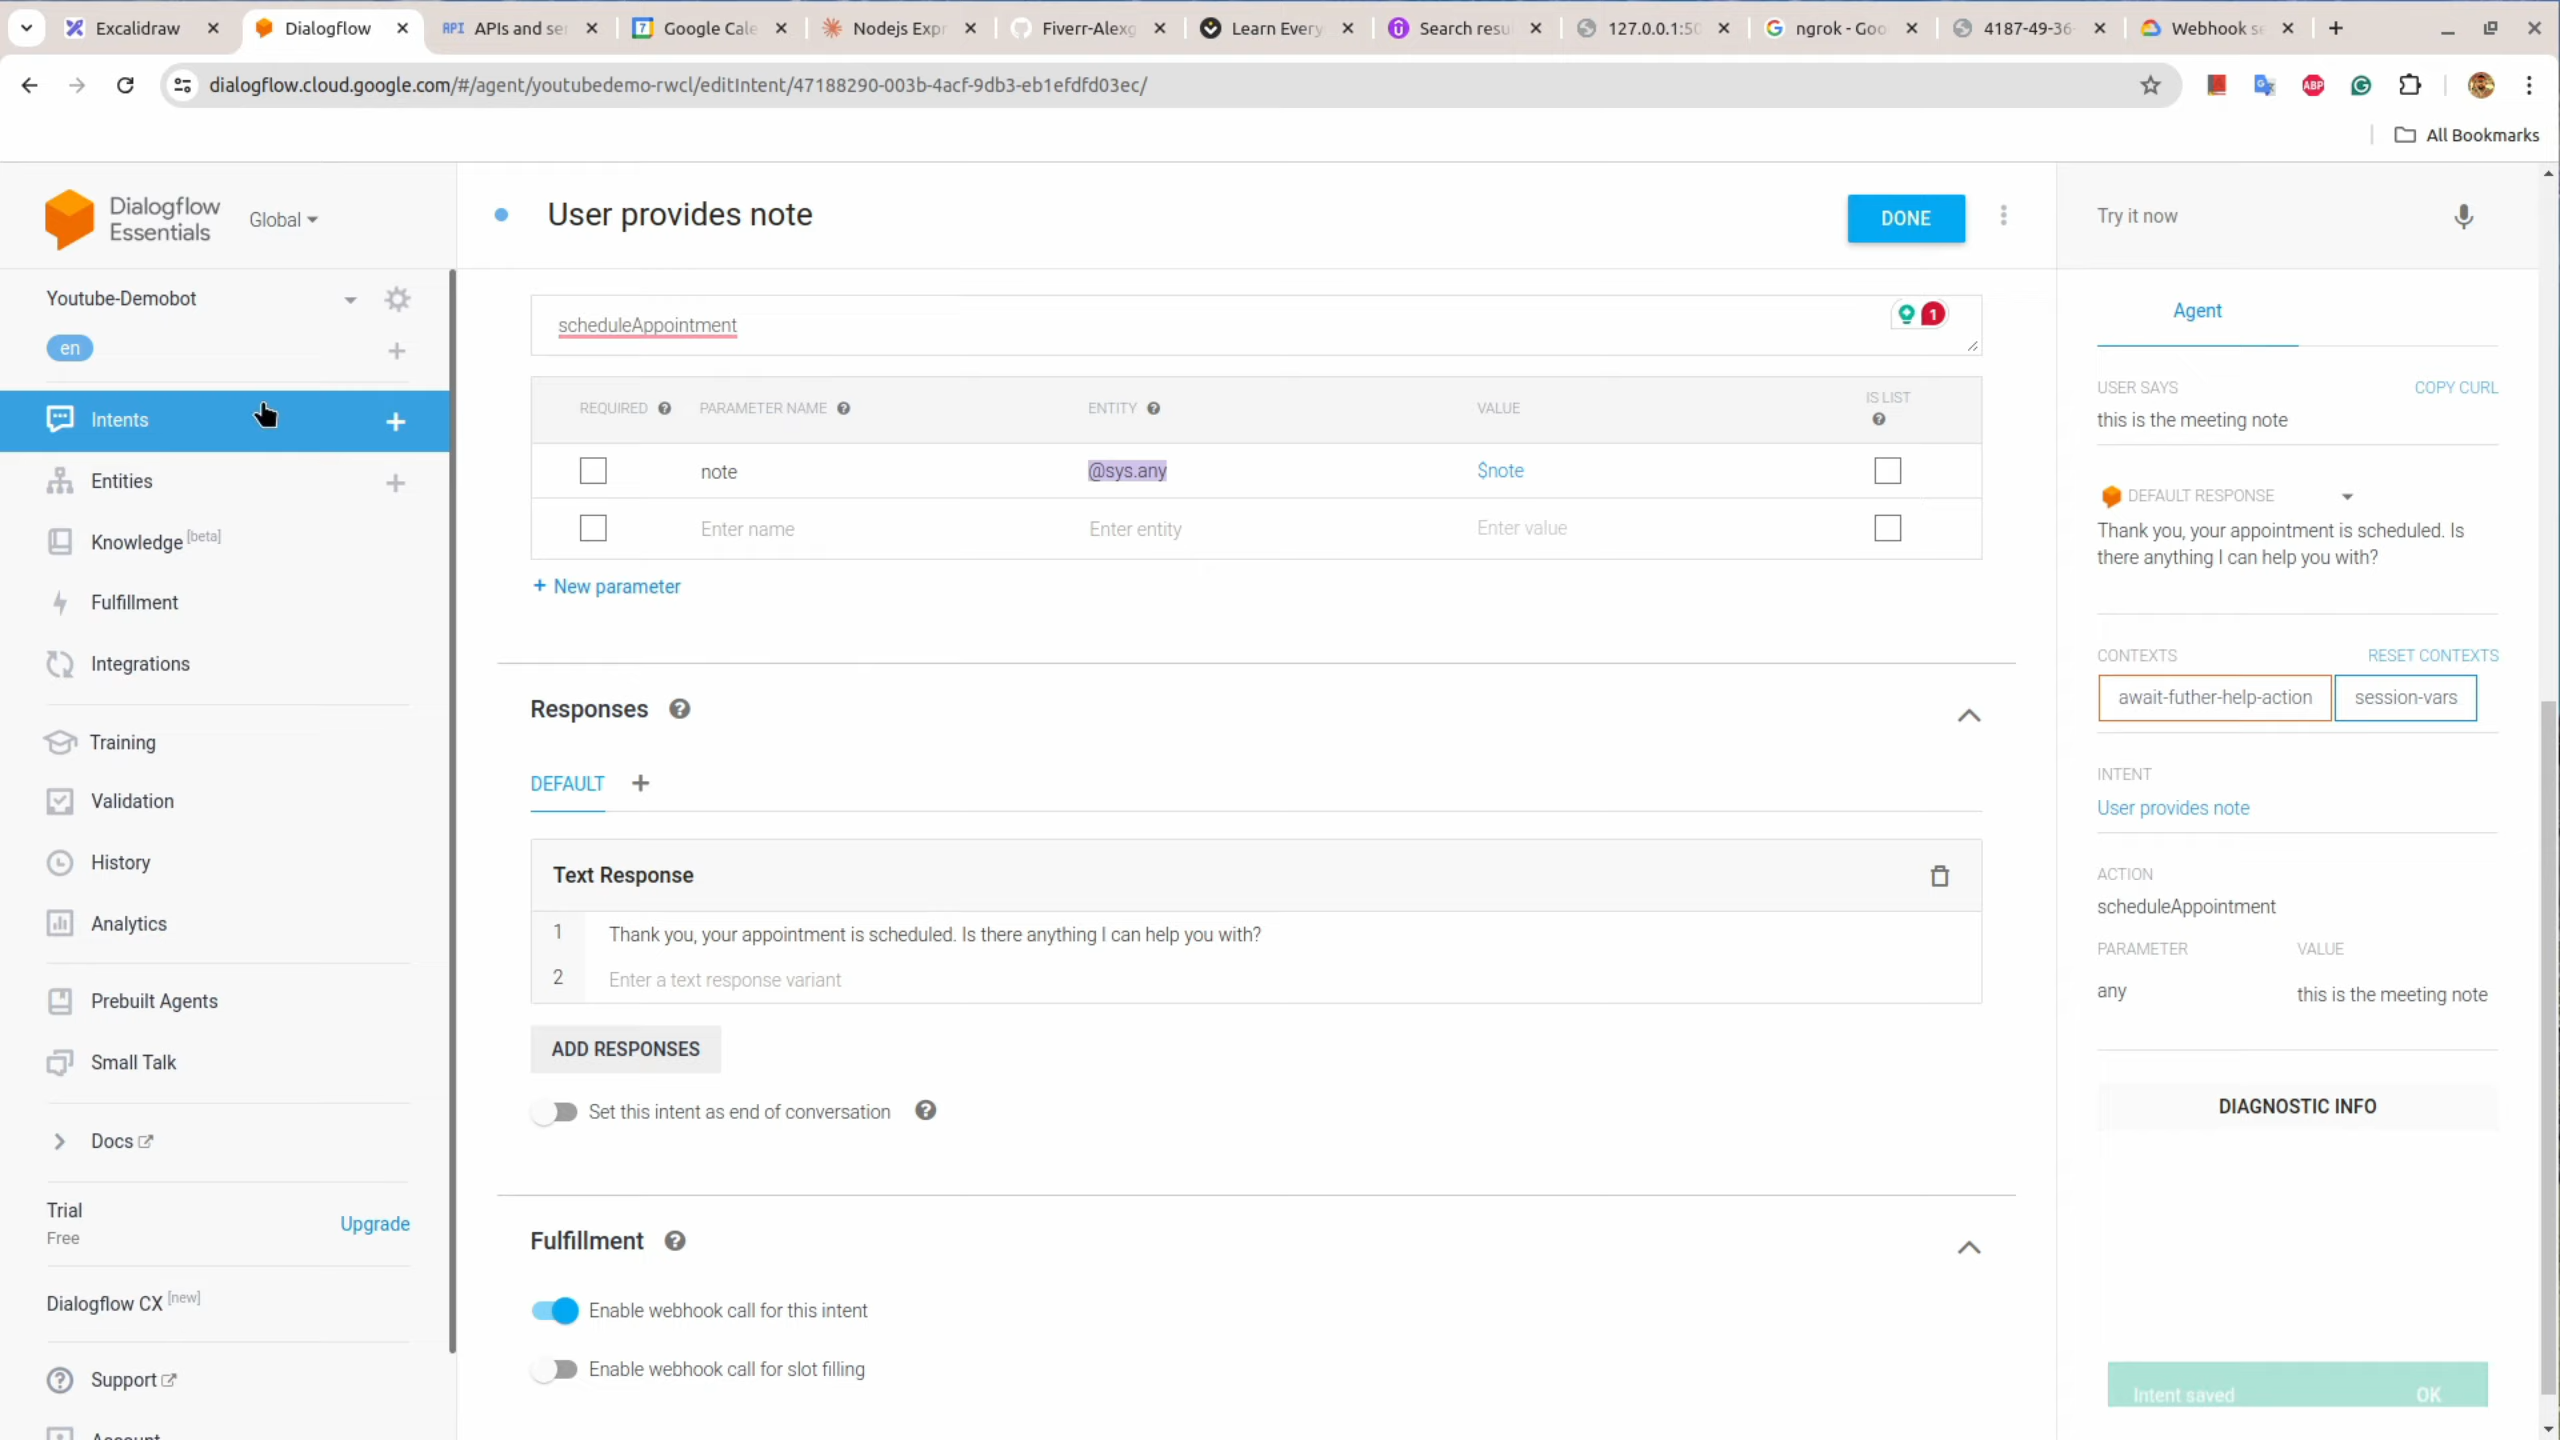 Excalidraw
Dialogflow
APIs and se
Google Cale
Nodejs Expr
Fiverr-Alexg
Learn Every
Search resu
127.0.0.1:50
ngrok - Goo
4187-49-36-
Webhook se
dialogflow.cloud.google.com/#/agent/youtubedemo-rwcl/editIntent/47188290-003b-4acf-9db3-eb1efdfd03ec/
ABP
All Bookmarks
Dialogflow
Essentials
Global
Youtube-Demobot
en
Intents
Entities
Knowledge [beta]
Fulfillment
Integrations
Training
Validation
History
Analytics
Prebuilt Agents
Small Talk
Docs
Trial
Free
Upgrade
Dialogflow CX [new]
Support
User provides note
DONE
scheduleAppointment
1
REQUIRED PARAMETER NAME ENTITY VALUE IS LIST
note @sys.any $note
Enter name Enter entity Enter value
+ New parameter
Responses
DEFAULT +
Text Response
1 Thank you, your appointment is scheduled. Is there anything I can help you with?
2 Enter a text response variant
ADD RESPONSES
Set this intent as end of conversation
Fulfillment
Enable webhook call for this intent
Enable webhook call for slot filling
Try it now
Agent
USER SAYS COPY CURL
this is the meeting note
DEFAULT RESPONSE
Thank you, your appointment is scheduled. Is
there anything I can help you with?
CONTEXTS RESET CONTEXTS
await-futher-help-action session-vars
INTENT
User provides note
ACTION
scheduleAppointment
PARAMETER VALUE
any this is the meeting note
DIAGNOSTIC INFO
Intent saved OK